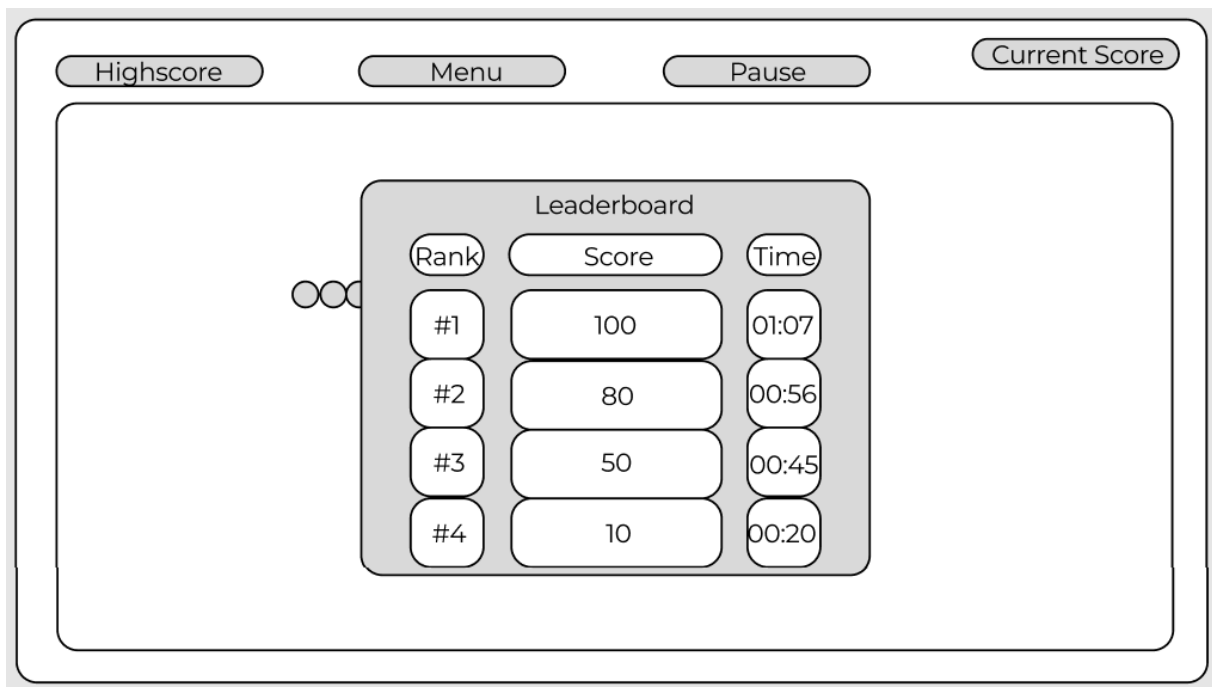 Highscore
Menu
Pause
Current Score
Leaderboard
Rank Score Time
#1 100 01:07
#2 80 00:56
#3 50 00:45
#4 10 00:20